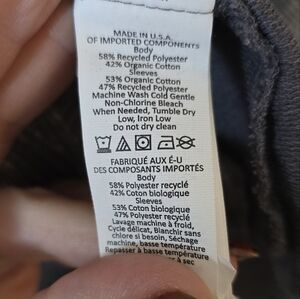 MADE IN U.S.A.
OF IMPORTED COMPONENTS
Body
58% Recycled Polyester
42% Organic Cotton
Sleeves
53% Organic Cotton
47% Recycled Polyester
Machine Wash Cold Gentle
Non-Chlorine Bleach
When Needed, Tumble Dry
Low, Iron Low
Do not dry clean
FABRIQUÉ AUX É-U
DES COMPOSANTS IMPORTÉS
Body
58% Polyester recyclé
42% Coton biologique
Sleeves
53% Coton biologique
47% Polyester recyclé
Lavage machine à froid,
Cycle délicat, Blanchir sans
chlore si besoin, Séchage
machine, basse température
Repasser à basse température
à sec